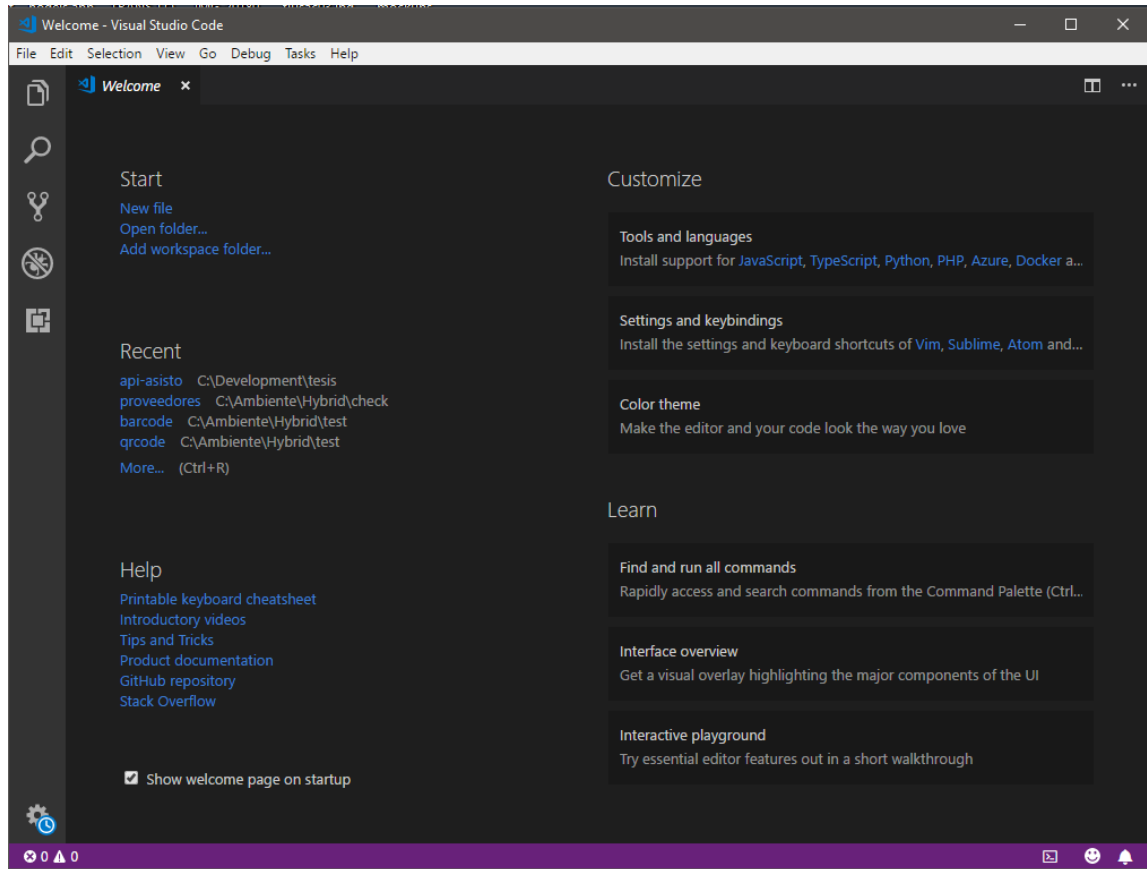 Welcome - Visual Studio Code
File Edit Selection View Go Debug Tasks Help
Welcome
Start
New file
Open folder...
Add workspace folder...
Recent
api-asisto C:\Development\tesis
proveedores C:\Ambiente\Hybrid\check
barcode C:\Ambiente\Hybrid\test
qrcode C:\Ambiente\Hybrid\test
More... (Ctrl+R)
Help
Printable keyboard cheatsheet
Introductory videos
Tips and Tricks
Product documentation
GitHub repository
Stack Overflow
Show welcome page on startup
Customize
Tools and languages
Install support for JavaScript, TypeScript, Python, PHP, Azure, Docker a...
Settings and keybindings
Install the settings and keyboard shortcuts of Vim, Sublime, Atom and...
Color theme
Make the editor and your code look the way you love
Learn
Find and run all commands
Rapidly access and search commands from the Command Palette (Ctrl...
Interface overview
Get a visual overlay highlighting the major components of the UI
Interactive playground
Try essential editor features out in a short walkthrough
0 0